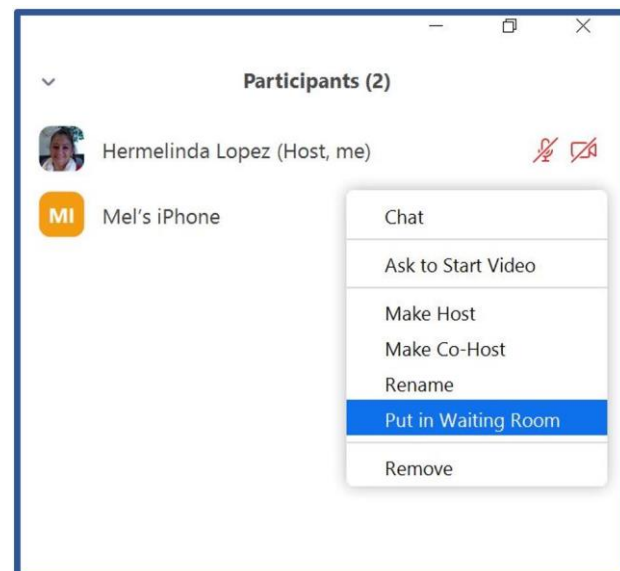 Participants (2)
Hermelinda Lopez (Host, me)
MI Mel’s iPhone
Chat
Ask to Start Video
Make Host
Make Co-Host
Rename
Put in Waiting Room
Remove